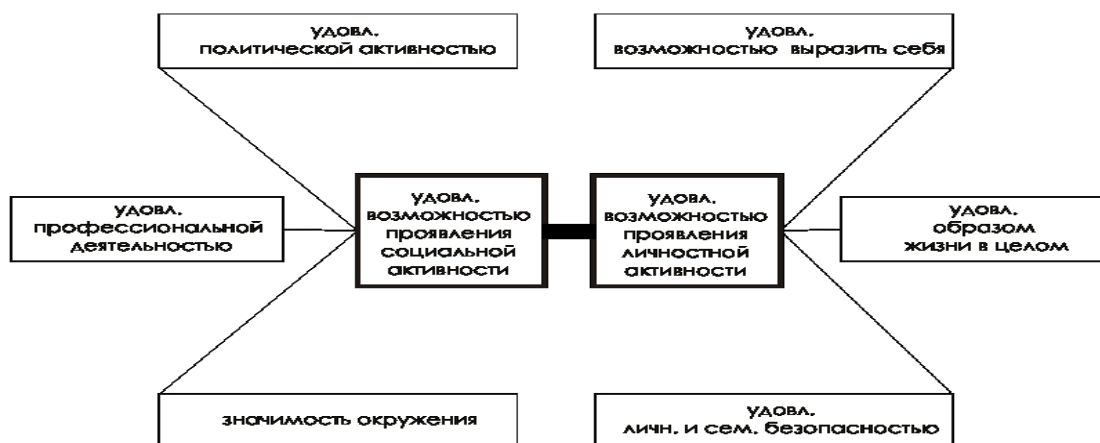 удовл.
политической активностью
удовл.
возможностью выразить себя
удовл.
профессиональной
деятельностью
удовл.
возможностью
проявления
социальной
активности
удовл.
возможностью
проявления
личностной
активности
удовл.
образом
жизни в целом
значимость окружения
удовл.
личн. и сем. безопасностью